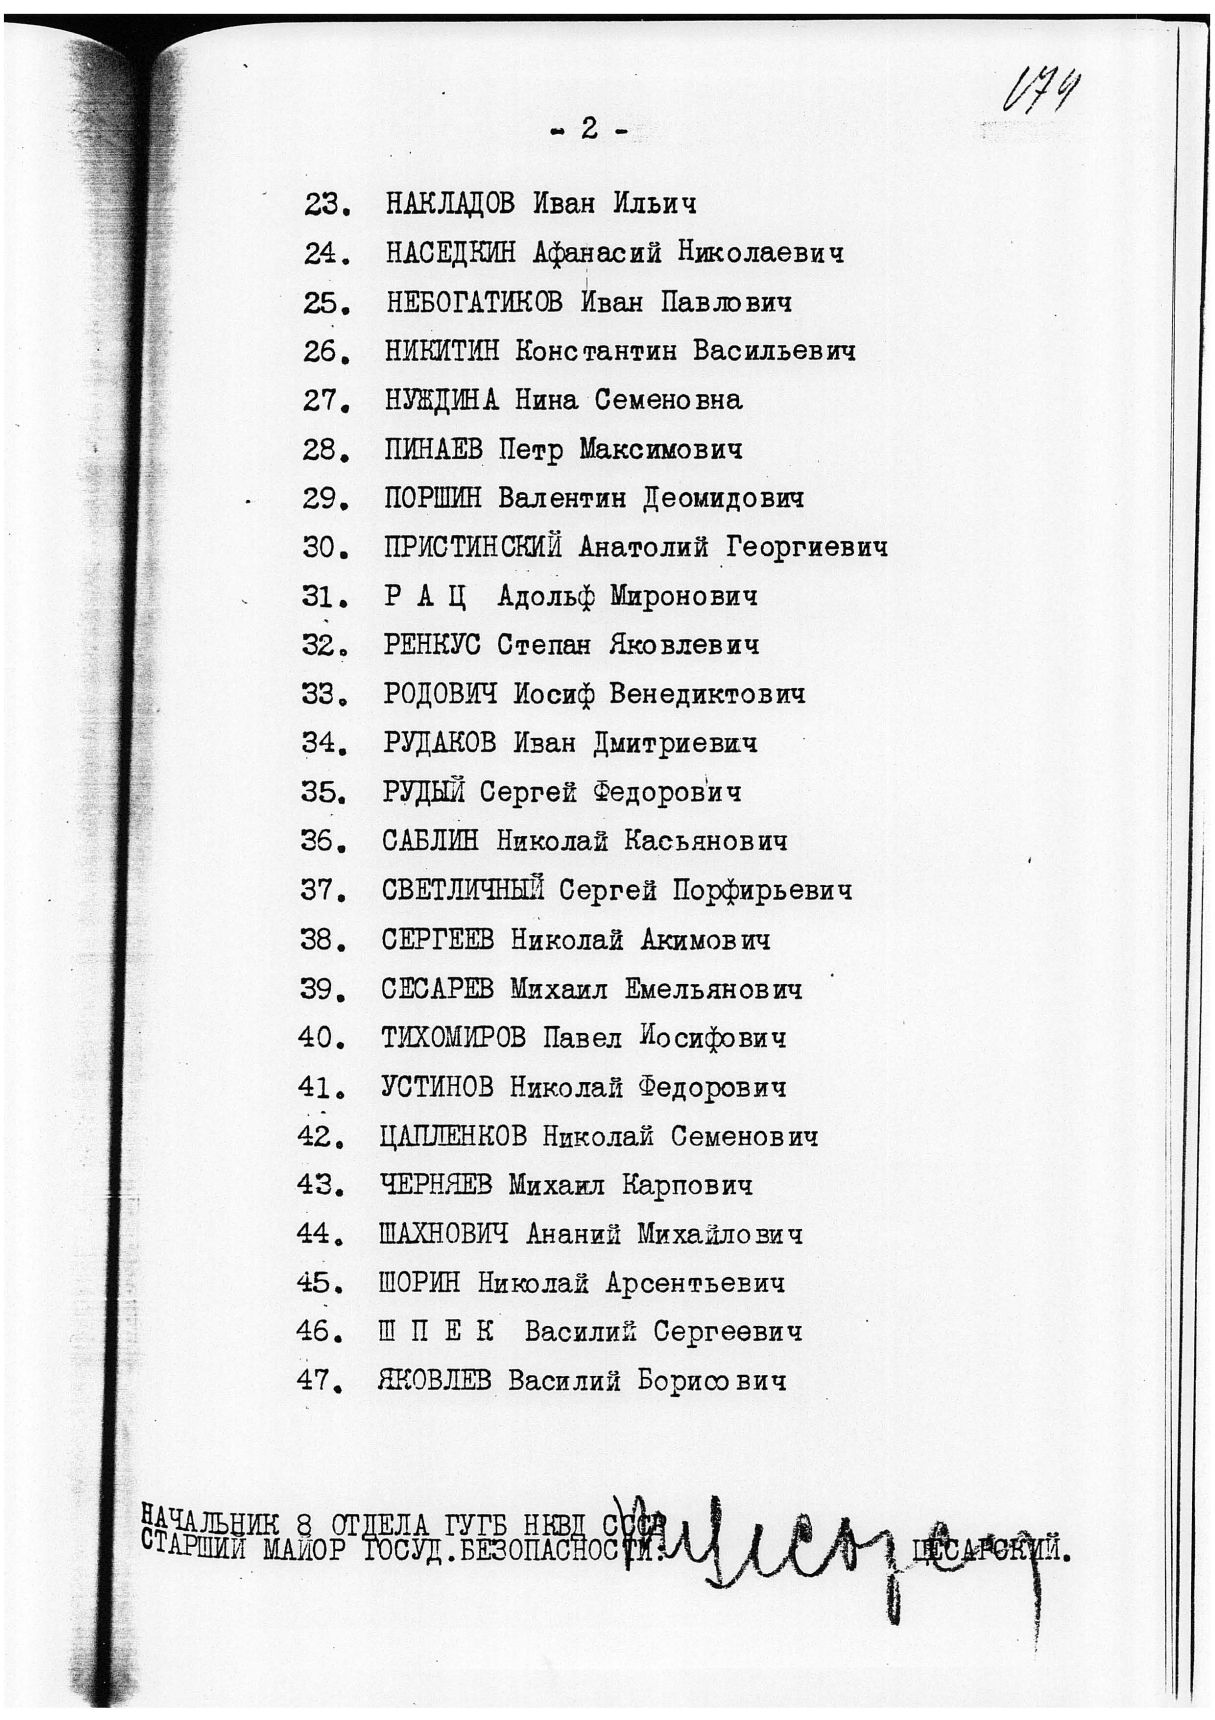 179
- 2 -
23. НАКЛАДОВ Иван Ильич
24. НАСЕДКИН Афанасий Николаевич
25. НЕБОГАТИКОВ Иван Павлович
26. НИКИТИН Константин Васильевич
27. НУЖДИНА Нина Семеновна
28. ПИНАЕВ Петр Максимович
29. ПОРШИН Валентин Деомидович
30. ПРИСТИНСКИЙ Анатолий Георгиевич
31. Р А Ц Адольф Миронович
32. РЕНКУС Степан Яковлевич
33. РОДОВИЧ Иосиф Венедиктович
34. РУДАКОВ Иван Дмитриевич
35. РУДЫЙ Сергей Федорович
36. САБЛИН Николай Касьянович
37. СВЕТЛИЧНЫЙ Сергей Порфирьевич
38. СЕРГЕЕВ Николай Акимович
39. СЕСАРЕВ Михаил Емельянович
40. ТИХОМИРОВ Павел Иосифович
41. УСТИНОВ Николай Федорович
42. ЦАПЛЕНКОВ Николай Семенович
43. ЧЕРНЯЕВ Михаил Карпович
44. ШАХНОВИЧ Ананий Михайлович
45. ШОРИН Николай Арсентьевич
46. Ш П Е К Василий Сергеевич
47. ЯКОВЛЕВ Василий Борисович
НАЧАЛЬНИК 8 ОТДЕЛА ГУГБ НКВД СССР
СТАРШИЙ МАЙОР ГОСУД.БЕЗОПАСНОСТИ: ЦЕСАРСКИЙ.